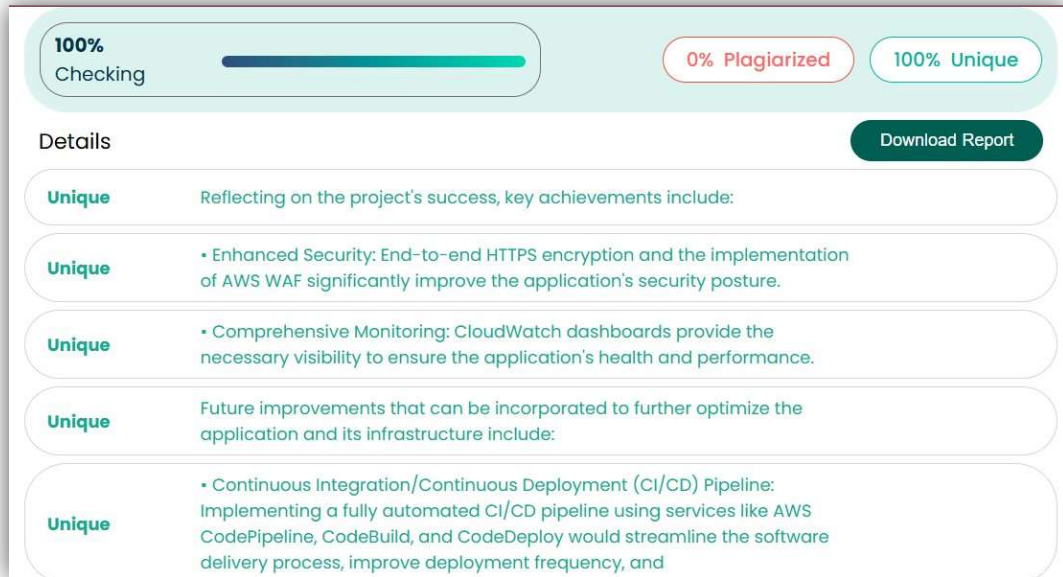 100%
Checking
0% Plagiarized
100% Unique
Details
Download Report
Unique
Reflecting on the project's success, key achievements include:
Unique
• Enhanced Security: End-to-end HTTPS encryption and the implementation
of AWS WAF significantly improve the application's security posture.
Unique
• Comprehensive Monitoring: CloudWatch dashboards provide the
necessary visibility to ensure the application's health and performance.
Unique
Future improvements that can be incorporated to further optimize the
application and its infrastructure include:
Unique
• Continuous Integration/Continuous Deployment (CI/CD) Pipeline:
Implementing a fully automated CI/CD pipeline using services like AWS
CodePipeline, CodeBuild, and CodeDeploy would streamline the software
delivery process, improve deployment frequency, and